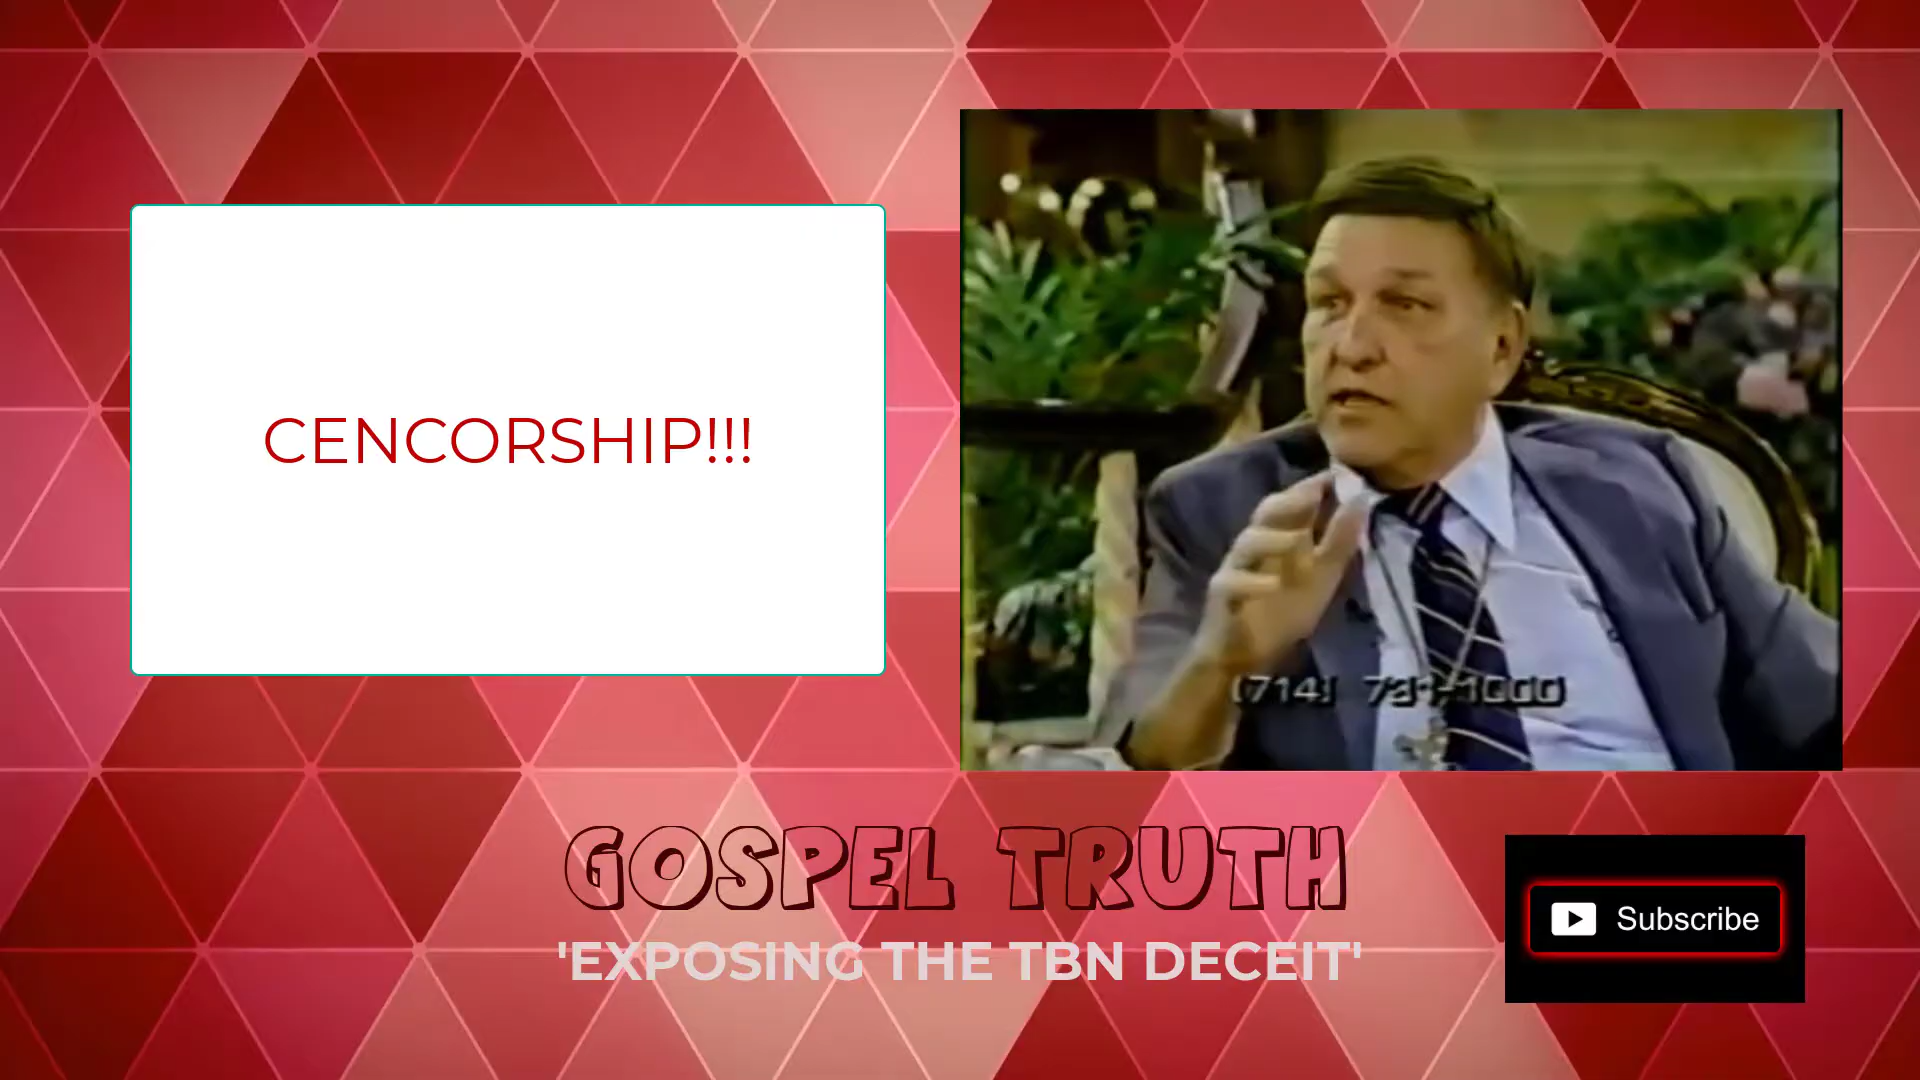 CENCORSHIP!!!
(714) 731-1000
GOSPEL TRUTH
'EXPOSING THE TBN DECEIT'
Subscribe